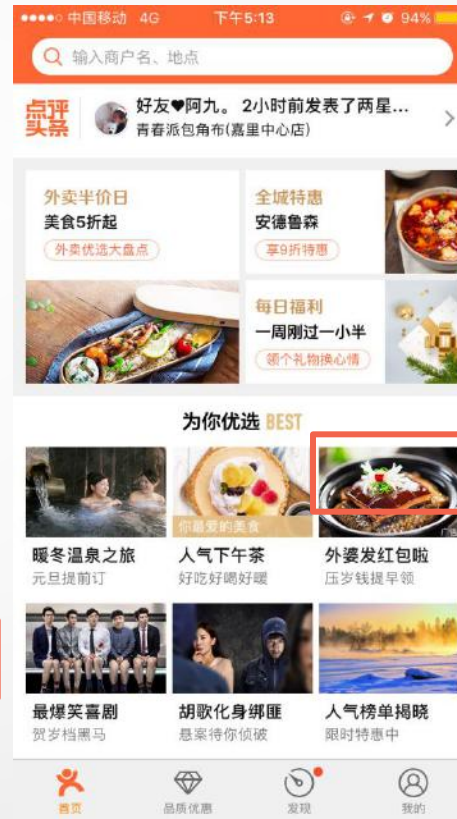 中国移动 4G 下午5:13 94%
输入商户名、地点
点评头条
好友♥阿九。 2小时前发表了两星...
青春派包角布(嘉里中心店)
外卖半价日
美食5折起
外卖优选大盘点
全城特惠
安德鲁森
享9折特惠
每日福利
一周刚过一小半
领个礼物换心情
为你优选 BEST
你最爱的美食
广告
暖冬温泉之旅
人气下午茶
外婆发红包啦
元旦提前订
好吃好喝好暖
压岁钱提早领
最爆笑喜剧
胡歌化身绑匪
人气榜单揭晓
贺岁档黑马
悬案待你侦破
限时特惠中
首页
品质优惠
发现
我的